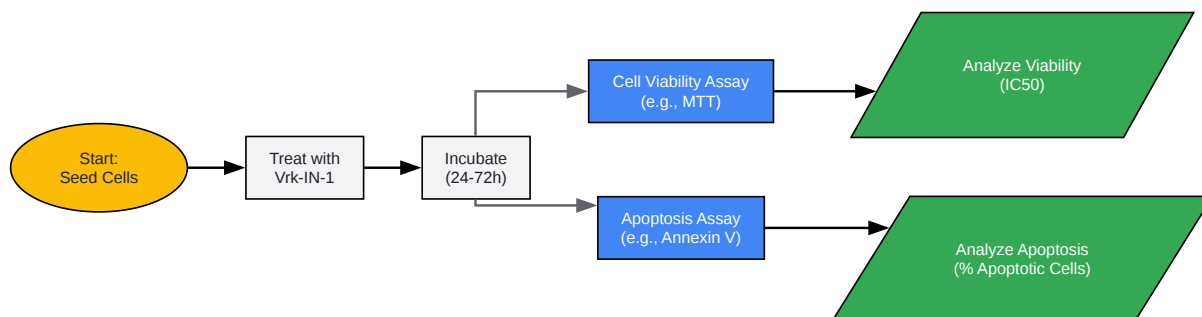 Start:
Seed Cells
Treat with
Vrk-IN-1
Incubate
(24-72h)
Cell Viability Assay
(e.g., MTT)
Analyze Viability
(IC50)
Apoptosis Assay
(e.g., Annexin V)
Analyze Apoptosis
(% Apoptotic Cells)